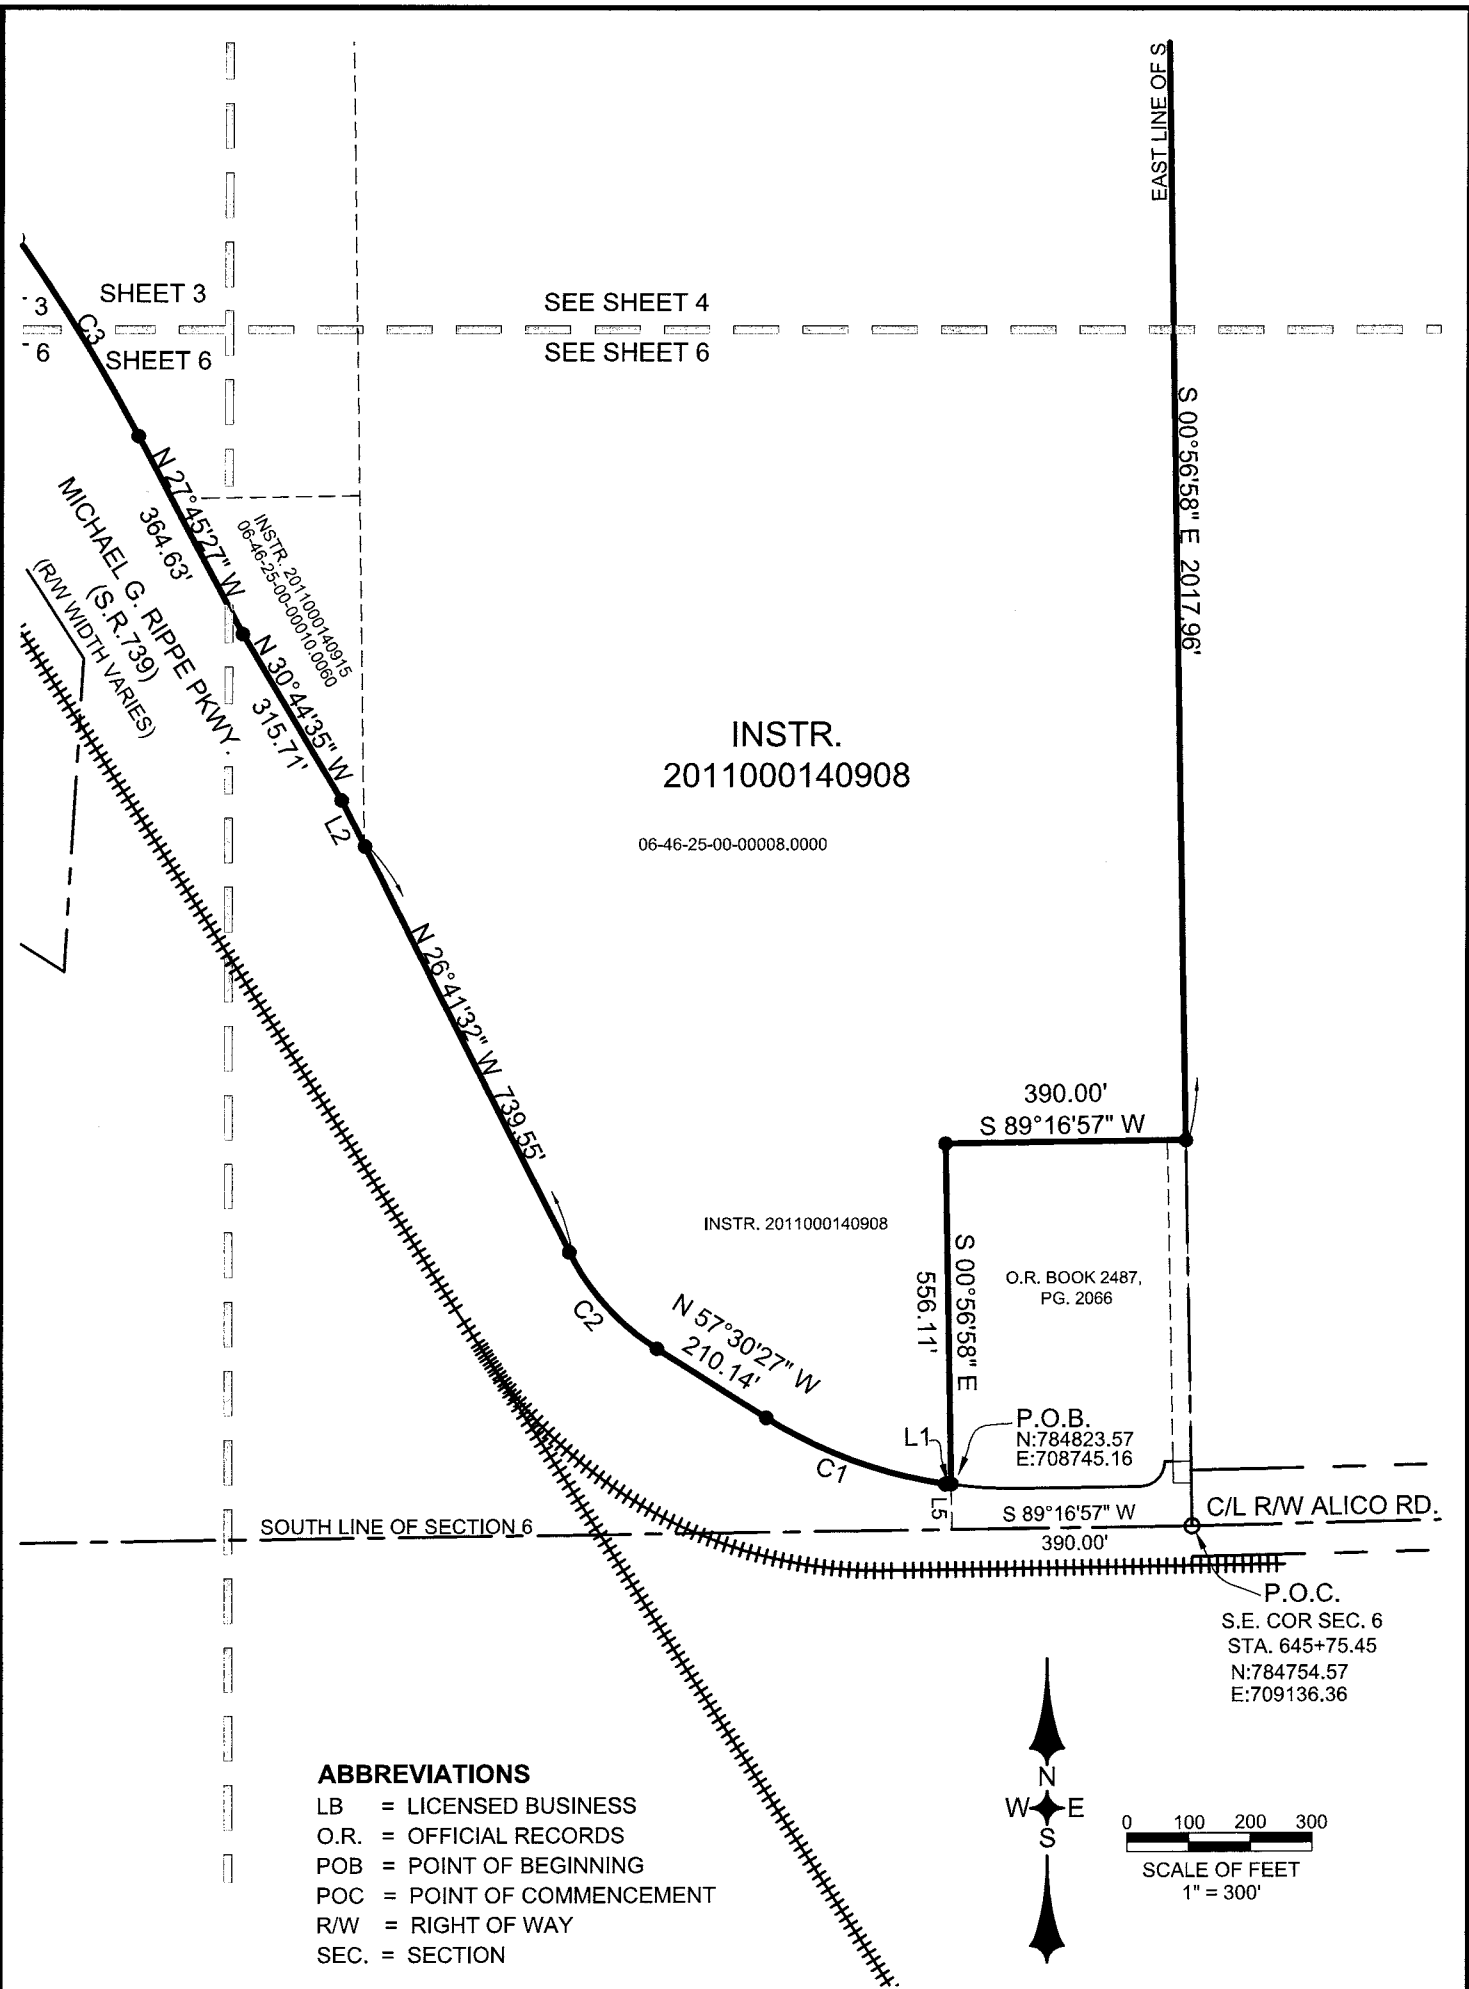 EAST LINE OF S
SHEET 3
3
6
C3
SHEET 6
SEE SHEET 4
SEE SHEET 6
S 00°56'58" E 2017.96'
N 27°45'27" W
364.63'
MICHAEL G. RIPPE PKWY.
(S.R.739)
(R/W WIDTH VARIES)
INSTR. 2011000140915
06-46-25-00-00010.0060
N 30°44'35" W
315.71'
L2
INSTR.
2011000140908
06-46-25-00-00008.0000
N 26°41'32" W 739.55'
390.00'
S 89°16'57" W
INSTR. 2011000140908
S 00°56'58" E
556.11'
O.R. BOOK 2487,
PG. 2066
C2
N 57°30'27" W
210.14'
C1
L1
P.O.B.
N:784823.57
E:708745.16
L5
S 89°16'57" W
390.00'
C/L R/W ALICO RD.
SOUTH LINE OF SECTION 6
P.O.C.
S.E. COR SEC. 6
STA. 645+75.45
N:784754.57
E:709136.36
ABBREVIATIONS
LB = LICENSED BUSINESS
O.R. = OFFICIAL RECORDS
POB = POINT OF BEGINNING
POC = POINT OF COMMENCEMENT
R/W = RIGHT OF WAY
SEC. = SECTION
N
W E
S
0 100 200 300
SCALE OF FEET
1" = 300'